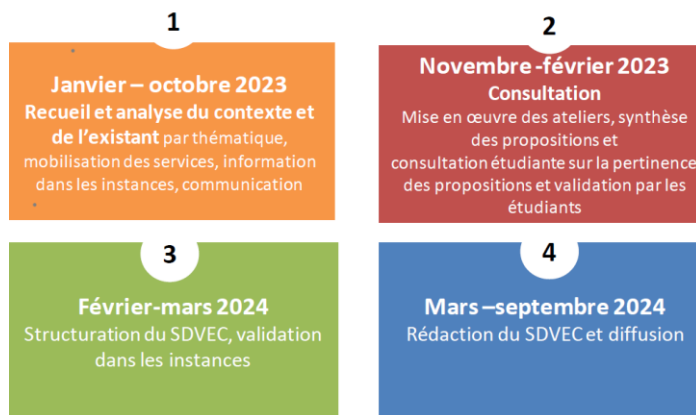 1
Janvier – octobre 2023
Recueil et analyse du contexte et
de l'existant par thématique,
mobilisation des services, information
dans les instances, communication
2
Novembre -février 2023
Consultation
Mise en œuvre des ateliers, synthèse
des propositions et
consultation étudiante sur la pertinence
des propositions et validation par les
étudiants
3
Février-mars 2024
Structuration du SDVEC, validation
dans les instances
4
Mars –septembre 2024
Rédaction du SDVEC et diffusion